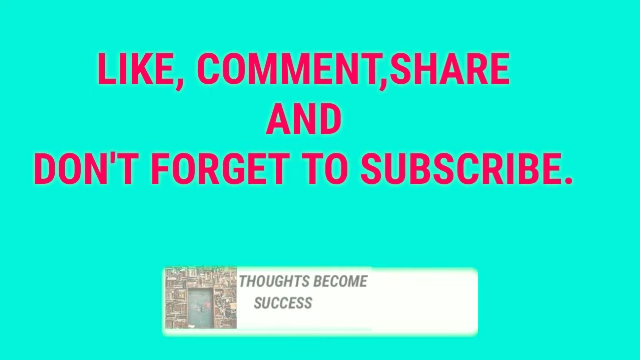 LIKE, COMMENT,SHARE
AND
DON'T FORGET TO SUBSCRIBE.
THOUGHTS BECOME
SUCCESS